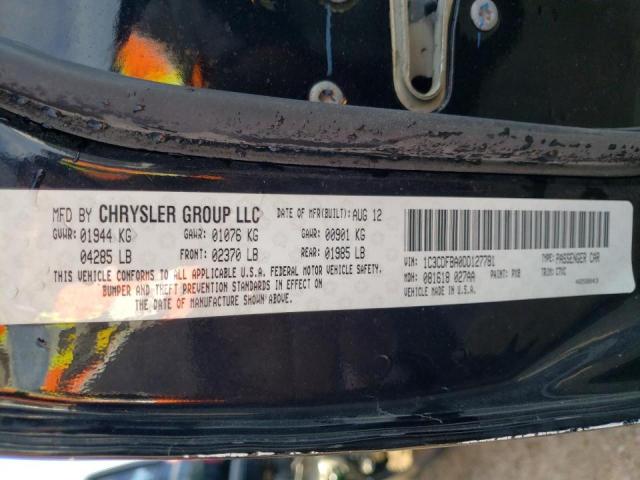 MFD BY CHRYSLER GROUP LLC DATE OF MFR(BUILT): AUG 12
GVWR: 01944 KG GAWR: 01076 KG GAWR: 00901 KG
04285 LB FRONT: 02370 LB REAR: 01985 LB
THIS VEHICLE CONFORMS TO ALL APPLICABLE U.S.A. FEDERAL MOTOR VEHICLE SAFETY,
BUMPER AND THEFT PREVENTION STANDARDS IN EFFECT ON
THE DATE OF MANUFACTURE SHOWN ABOVE.
VIN: 1C3CDFBA0DD127781 TYPE: PASSENGER CAR
MDH: 081618 027AA PAINT: PX8 TRIM: C7XC
VEHICLE MADE IN U.S.A.